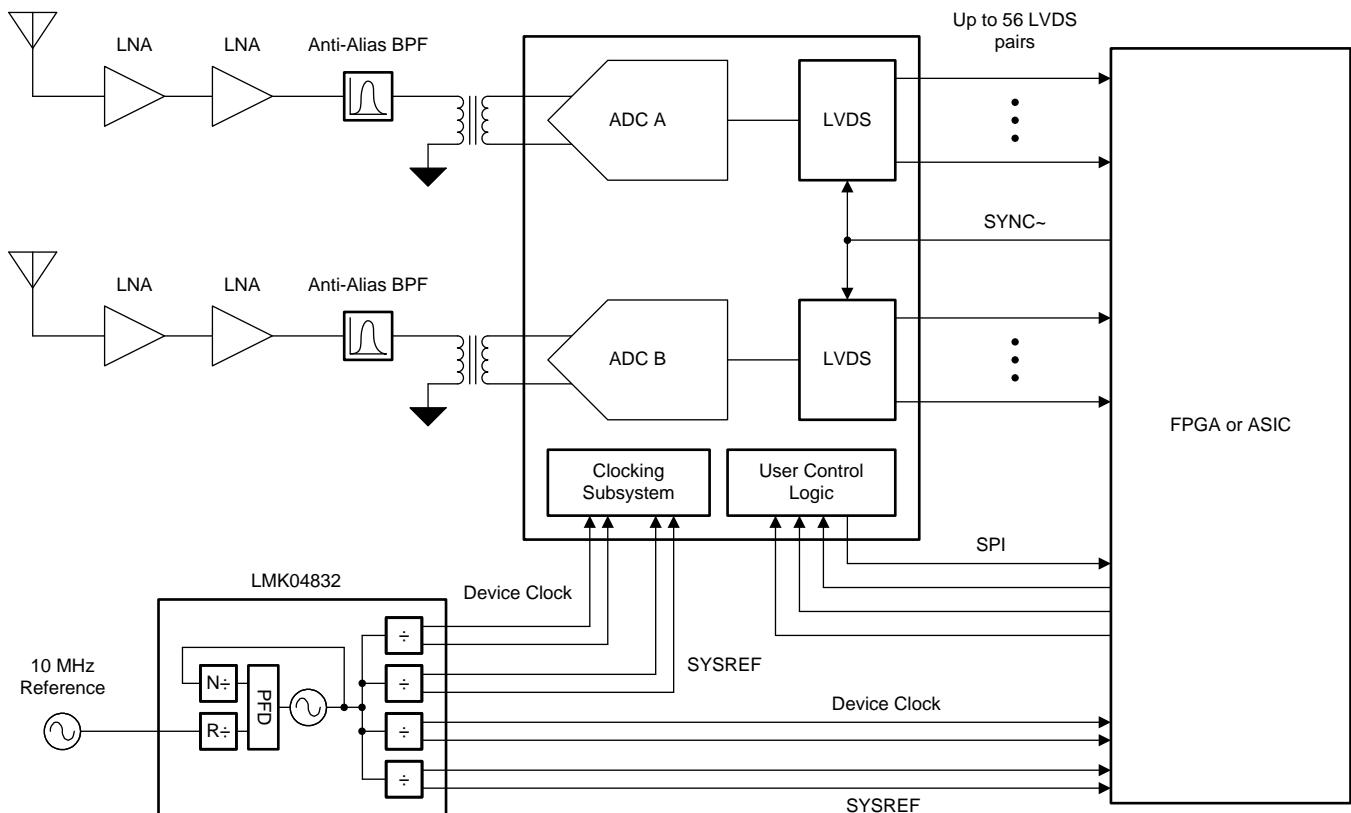 Up to 56 LVDS
pairs
LNA
LNA
Anti-Alias BPF
ADC A
LVDS
SYNC~
LNA
LNA
Anti-Alias BPF
ADC B
LVDS
FPGA or ASIC
Clocking
Subsystem
User Control
Logic
SPI
LMK04832
Device Clock
10 MHz
Reference
N÷
R÷
PFD
÷
÷
÷
÷
SYSREF
Device Clock
SYSREF